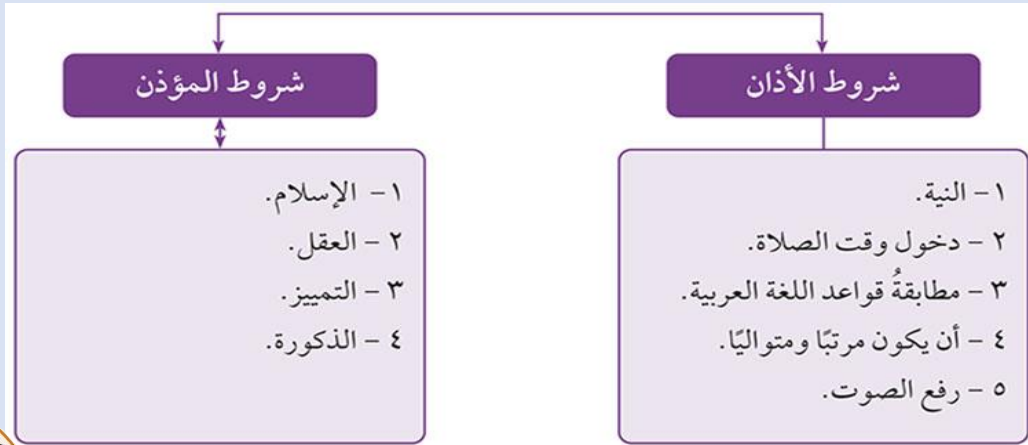 شروط الأذان
١- النية.
٢ - دخول وقت الصلاة.
٣ - مطابقةُ قواعد اللغة العربية.
٤ - أن يكون مرتبًا ومتواليًا.
٥ - رفع الصوت.
شروط المؤذن
١- الإسلام.
٢ - العقل.
٣ - التمييز.
٤ - الذكورة.